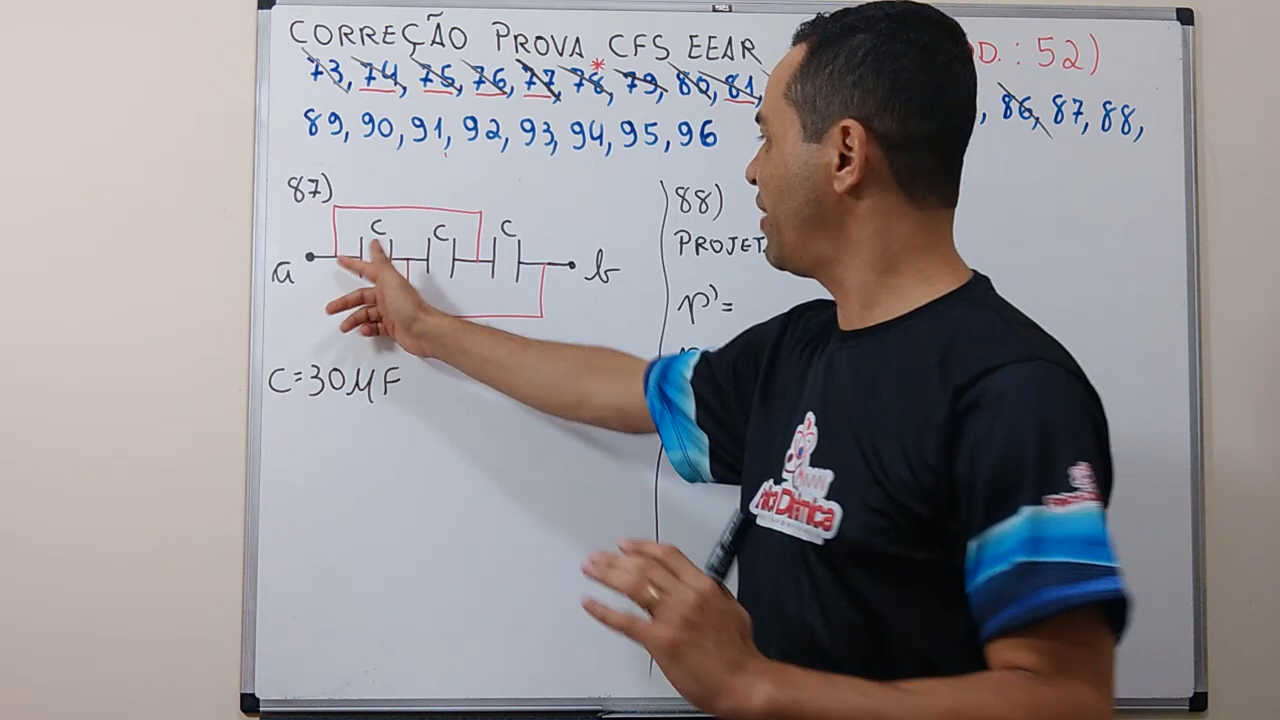 CORREÇÃO PROVA CFS EEAR OD.: 52)
73, 74, 75, 76, 77, 78*, 79, 80, 81, , 86, 87, 88,
89, 90, 91, 92, 93, 94, 95, 96
87)
C C C
a b
C=30μF
88)
PROJET
p'=